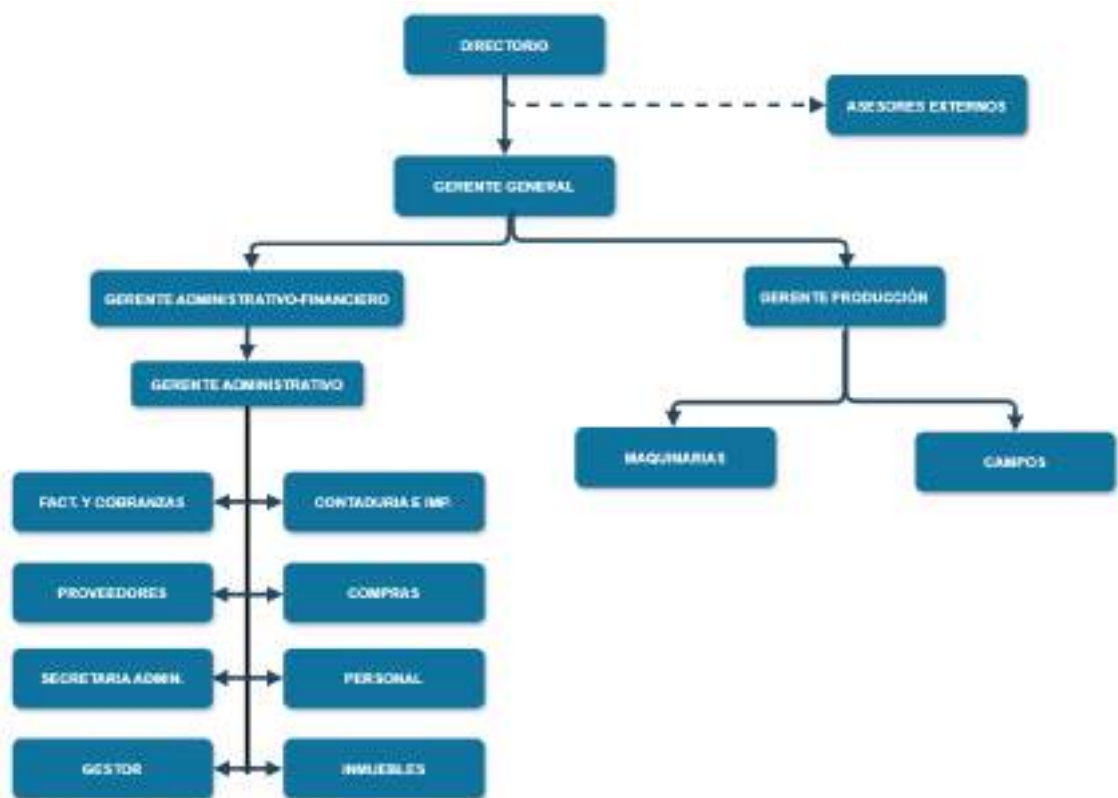 DIRECTORIO
ASESORES EXTERNOS
GERENTE GENERAL
GERENTE ADMINISTRATIVO-FINANCIERO
GERENTE PRODUCCIÓN
GERENTE ADMINISTRATIVO
MAQUINARIAS
CAMPOS
FACT. Y COBRANZAS
CONTADURIA E IMP.
PROVEEDORES
COMPRAS
SECRETARIA ADMIN.
PERSONAL
GESTOR
INMUEBLES